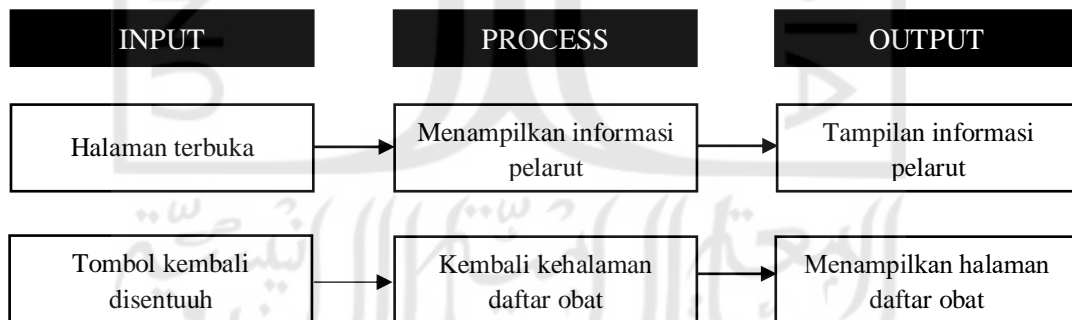 INPUT
PROCESS
OUTPUT
Halaman terbuka
Menampilkan informasi
pelarut
Tampilan informasi
pelarut
Tombol kembali
disentuuh
Kembali kehalaman
daftar obat
Menampilkan halaman
daftar obat